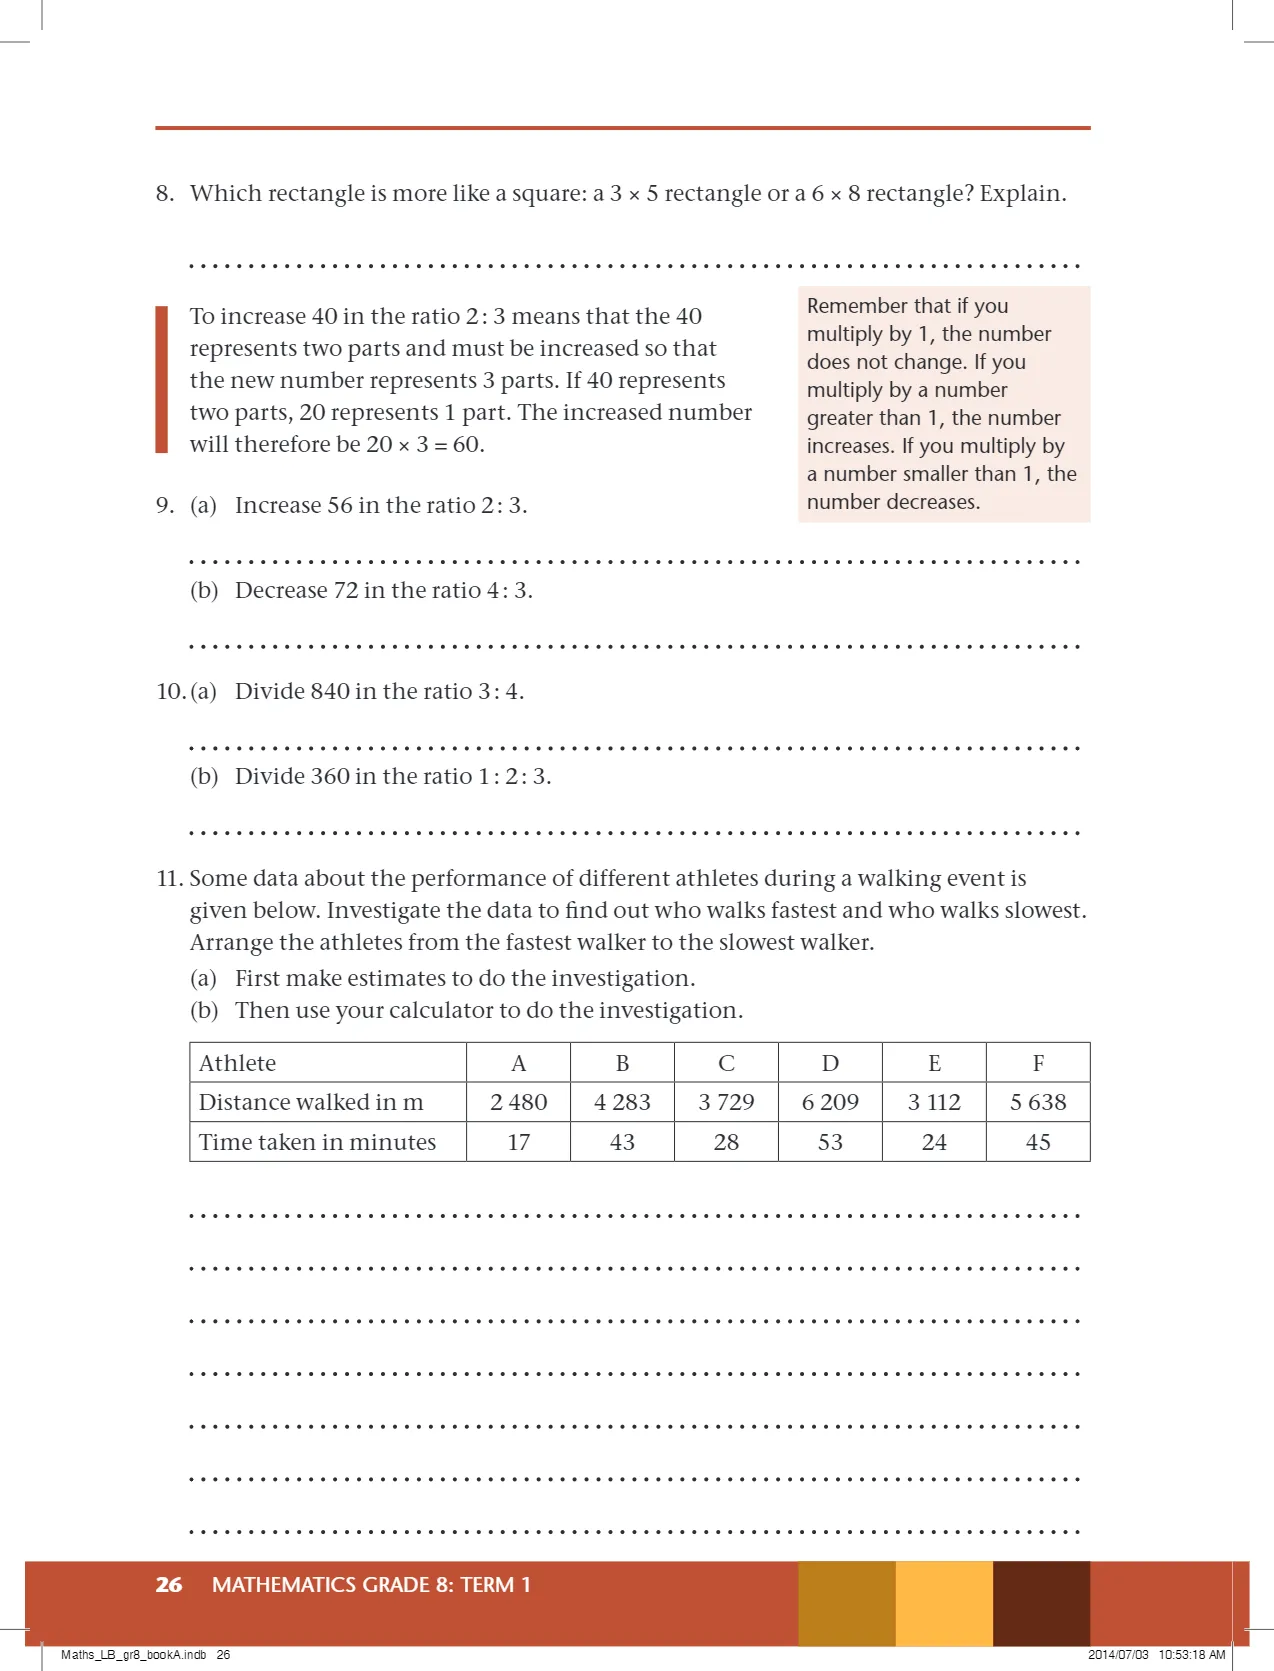 8. Which rectangle is more like a square: a 3 × 5 rectangle or a 6 × 8 rectangle? Explain.
To increase 40 in the ratio 2 : 3 means that the 40
represents two parts and must be increased so that
the new number represents 3 parts. If 40 represents
two parts, 20 represents 1 part. The increased number
will therefore be 20 × 3 = 60.
Remember that if you
multiply by 1, the number
does not change. If you
multiply by a number
greater than 1, the number
increases. If you multiply by
a number smaller than 1, the
number decreases.
9. (a) Increase 56 in the ratio 2 : 3.
(b) Decrease 72 in the ratio 4 : 3.
10. (a) Divide 840 in the ratio 3 : 4.
(b) Divide 360 in the ratio 1 : 2 : 3.
11. Some data about the performance of different athletes during a walking event is
given below. Investigate the data to find out who walks fastest and who walks slowest.
Arrange the athletes from the fastest walker to the slowest walker.
(a) First make estimates to do the investigation.
(b) Then use your calculator to do the investigation.
Athlete A B C D E F
Distance walked in m 2 480 4 283 3 729 6 209 3 112 5 638
Time taken in minutes 17 43 28 53 24 45
26 MATHEMATICS GRADE 8: TERM 1
Maths_LB_gr8_bookA.indb 26 2014/07/03 10:53:18 AM